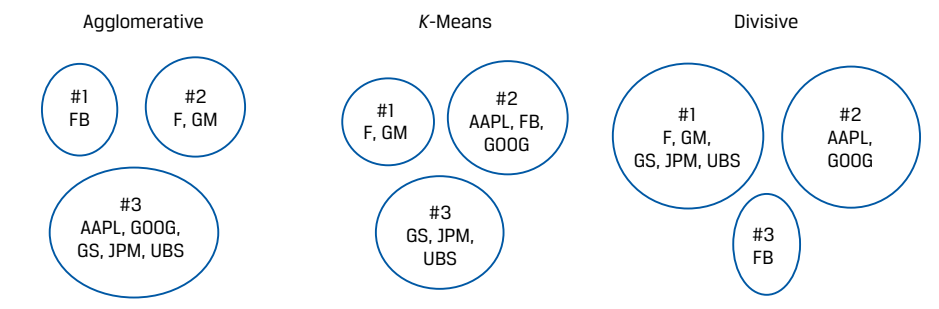 Agglomerative
#1
FB
#2
F, GM
#3
AAPL, GOOG,
GS, JPM, UBS
K-Means
#1
F, GM
#2
AAPL, FB,
GOOG
#3
GS, JPM,
UBS
Divisive
#1
F, GM,
GS, JPM, UBS
#2
AAPL,
GOOG
#3
FB